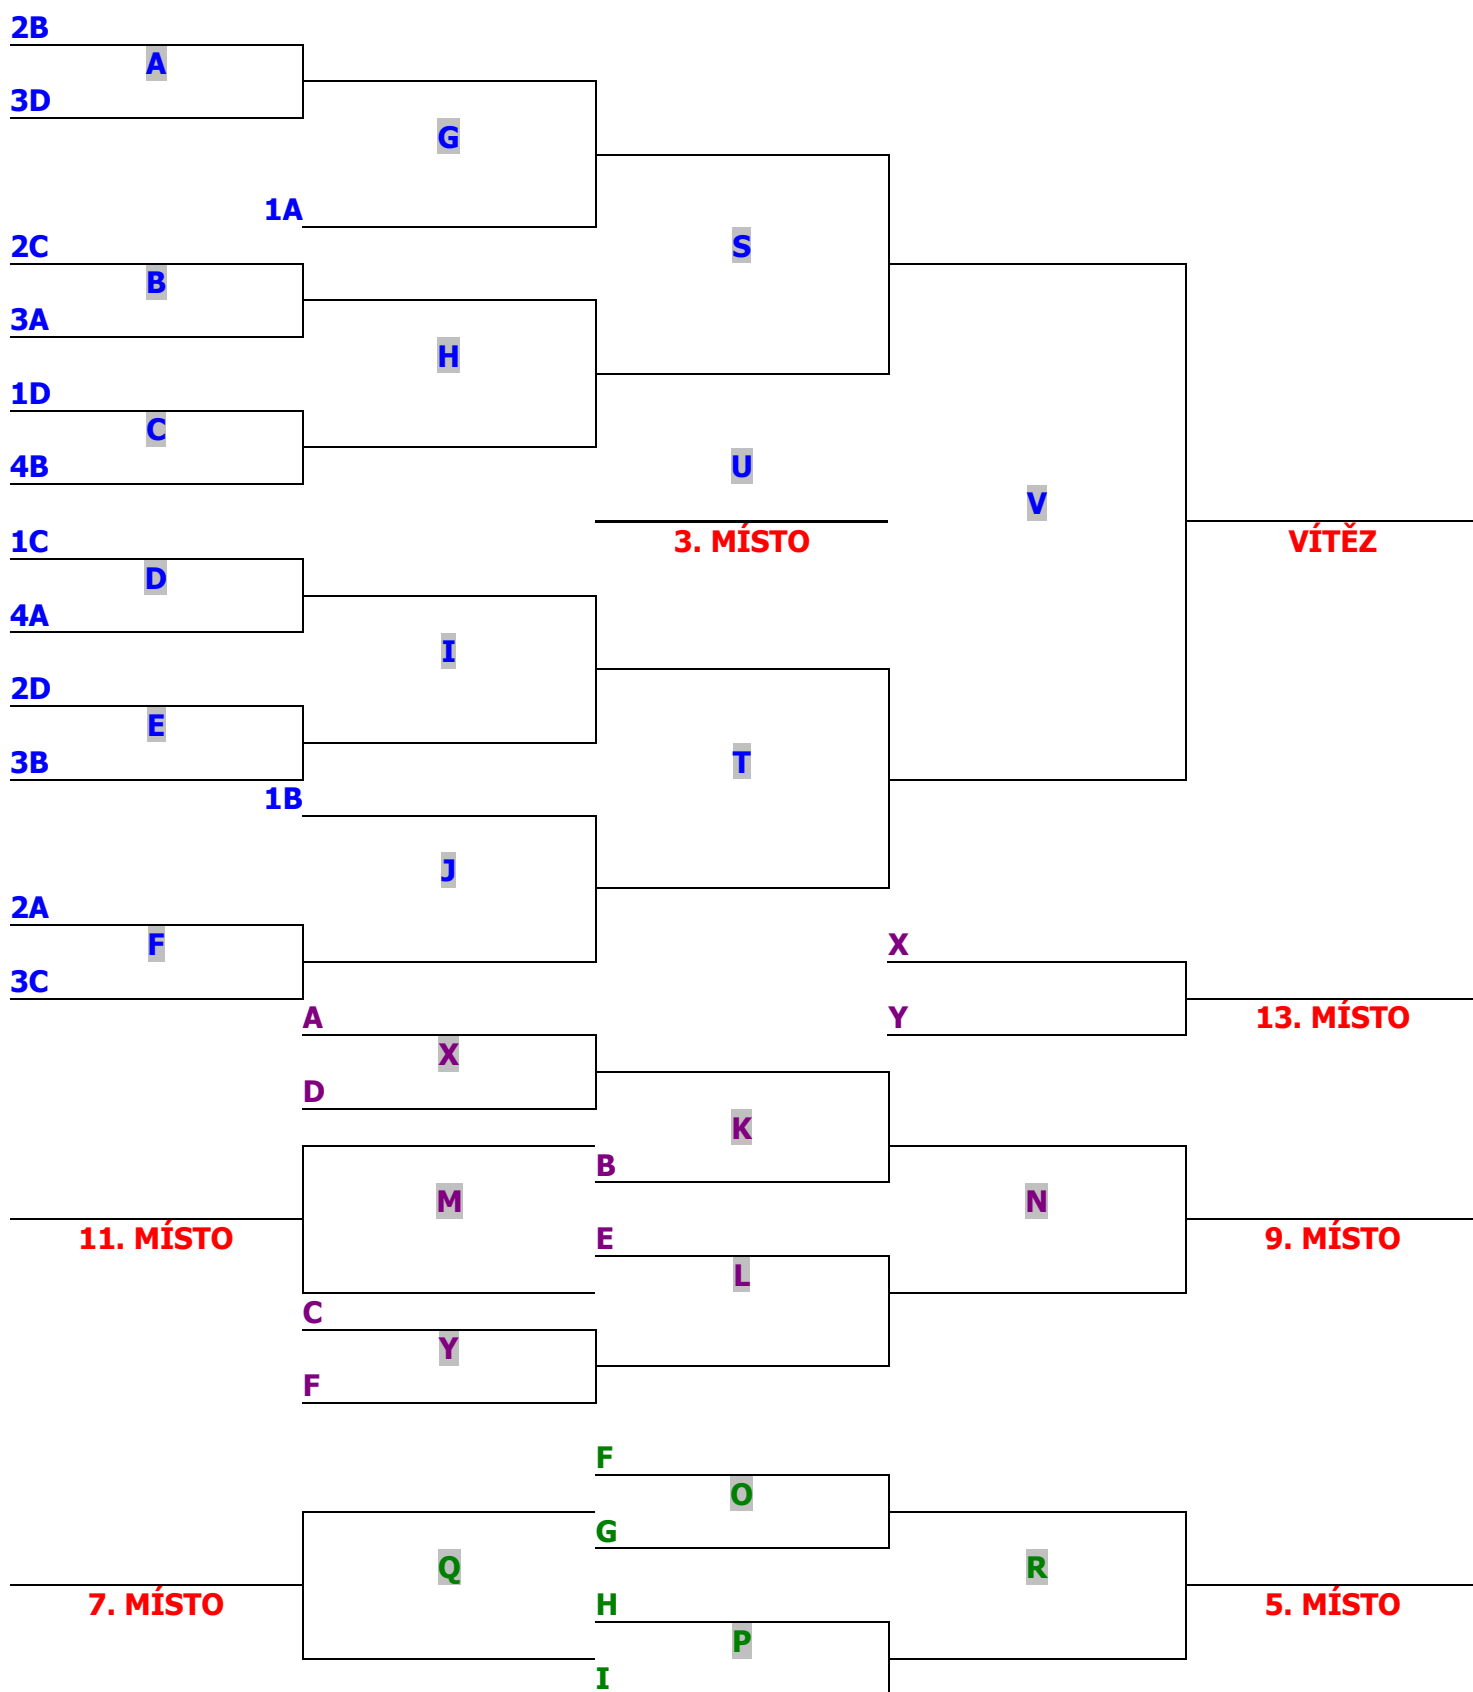 2B
A
3D
G
1A
2C
S
B
3A
H
1D
C
4B
U
V
1C
3. MÍSTO
VÍTĚZ
D
4A
I
2D
E
3B
T
1B
J
2A
F
X
3C
A
Y
13. MÍSTO
X
D
K
B
M
N
11. MÍSTO
E
9. MÍSTO
L
C
Y
F
F
O
G
Q
R
7. MÍSTO
H
5. MÍSTO
P
I